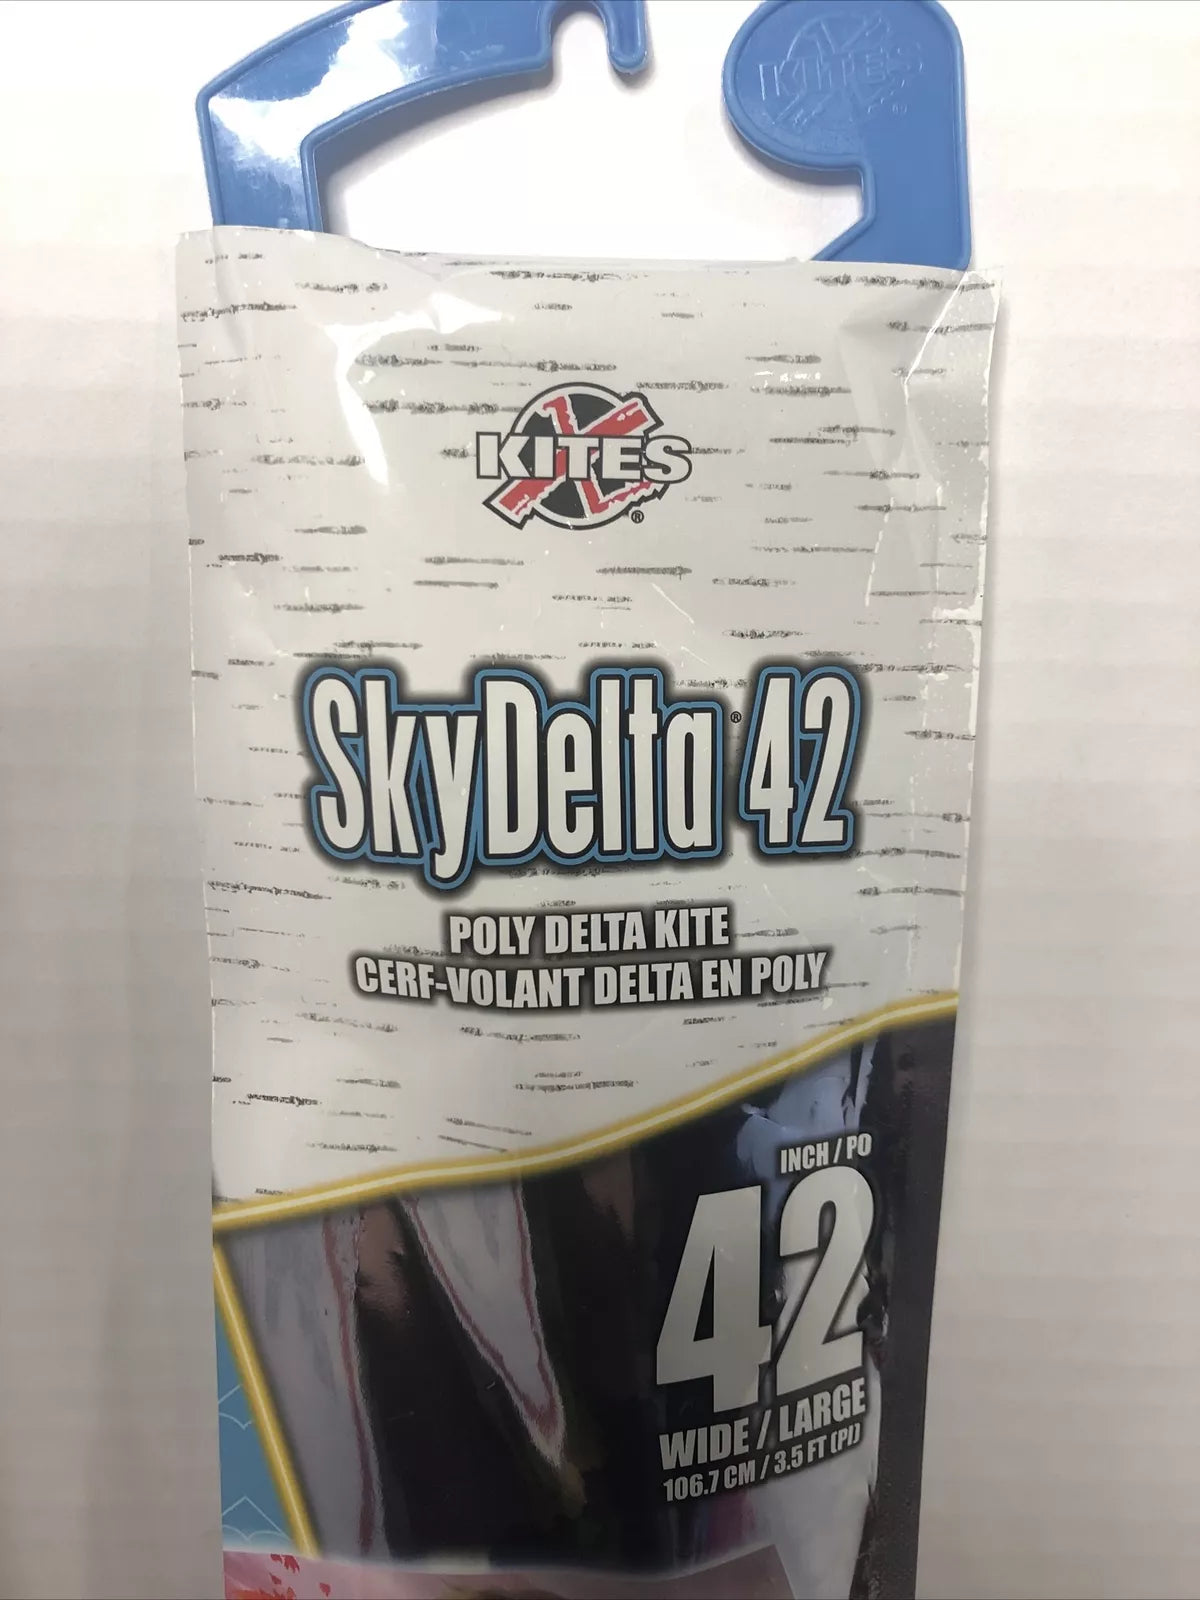 KITES
KITES
®
SkyDelta® 42
POLY DELTA KITE
CERF-VOLANT DELTA EN POLY
INCH / PO
42
WIDE / LARGE
106.7 CM / 3.5 FT (PI)